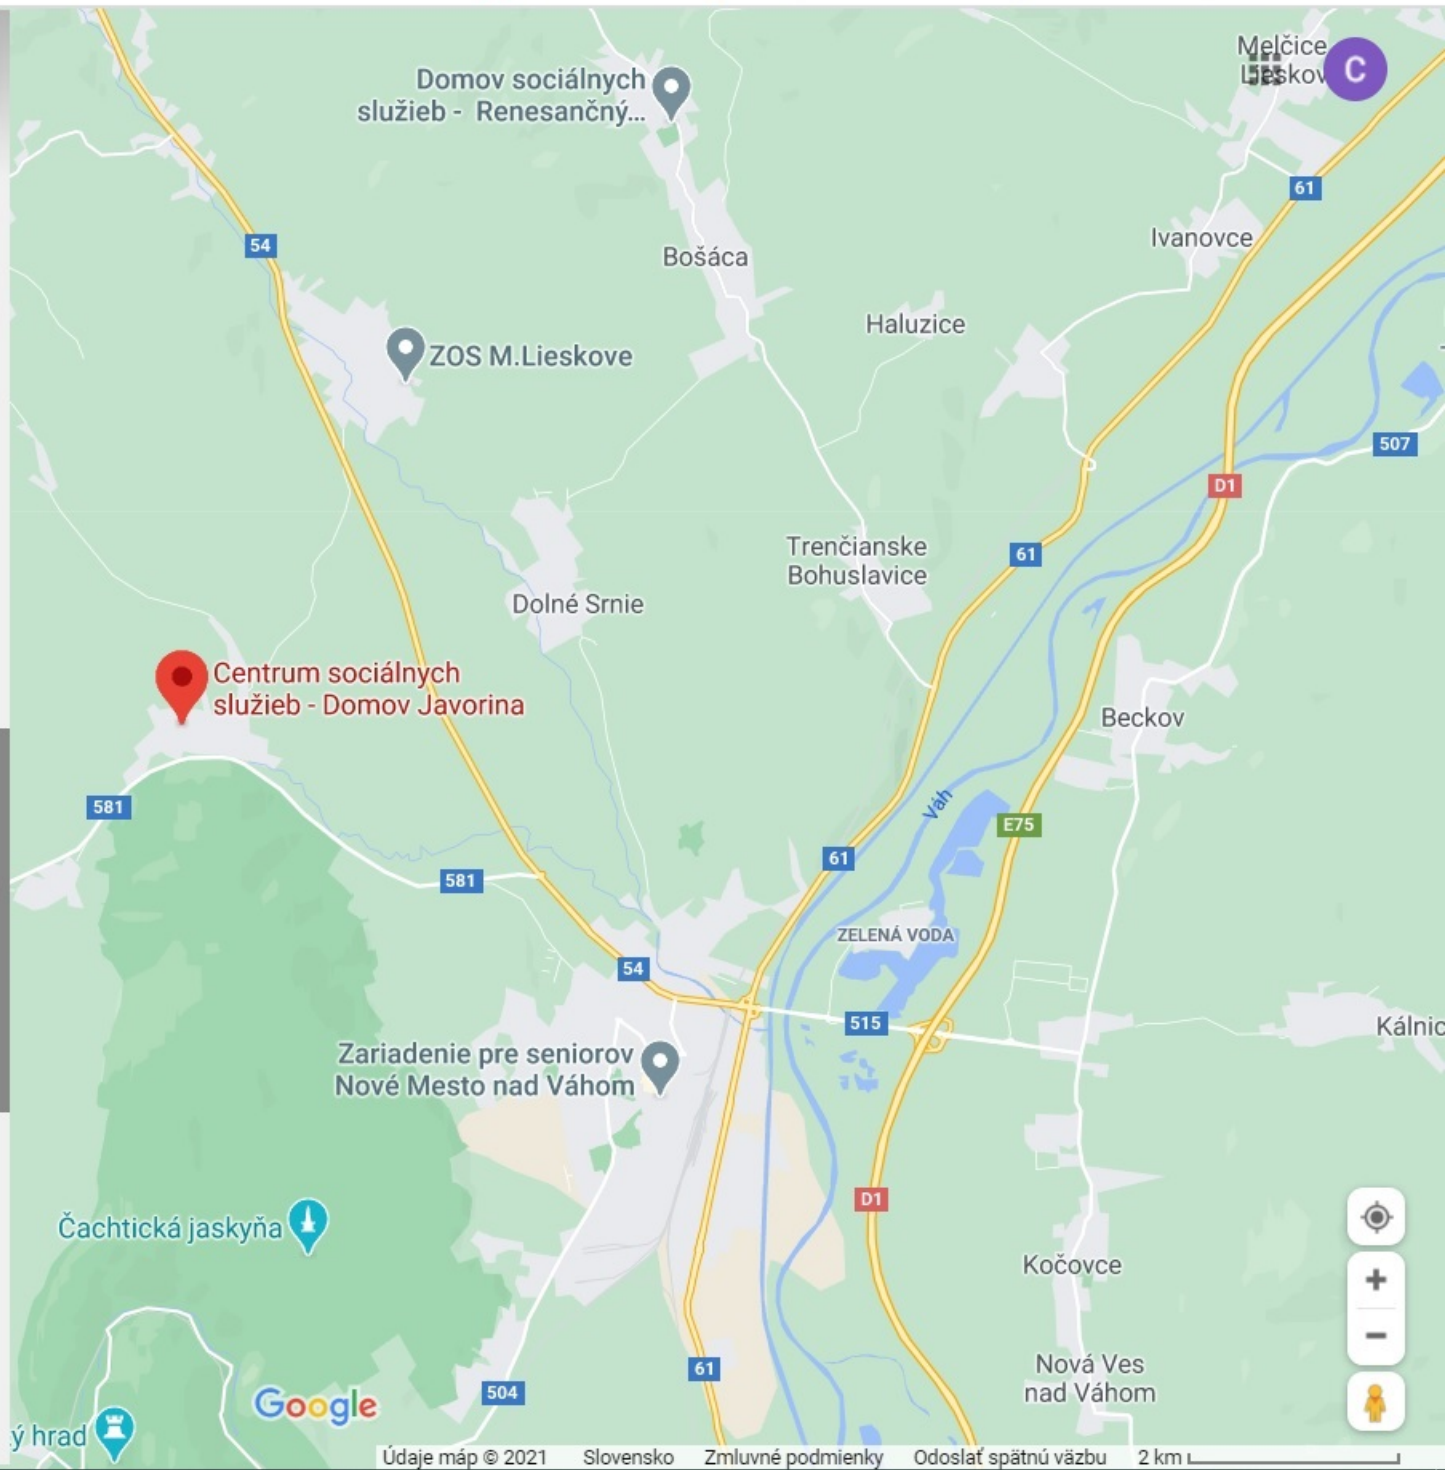 Melčice
Lieskov
C
Domov sociálnych
služieb - Renesančný...
61
Ivanovce
54
Bošáca
Haluzice
ZOS M.Lieskove
507
D1
Trenčianske
Bohuslavice
61
Dolné Srnie
Centrum sociálnych
služieb - Domov Javorina
Beckov
581
Váh
E75
61
581
ZELENÁ VODA
54
515
Kálnic
Zariadenie pre seniorov
Nové Mesto nad Váhom
D1
Čachtická jaskyňa
Kočovce
61
Nová Ves
nad Váhom
504
Google
ý hrad
Údaje máp © 2021 Slovensko Zmluvné podmienky Odoslať spätnú väzbu 2 km